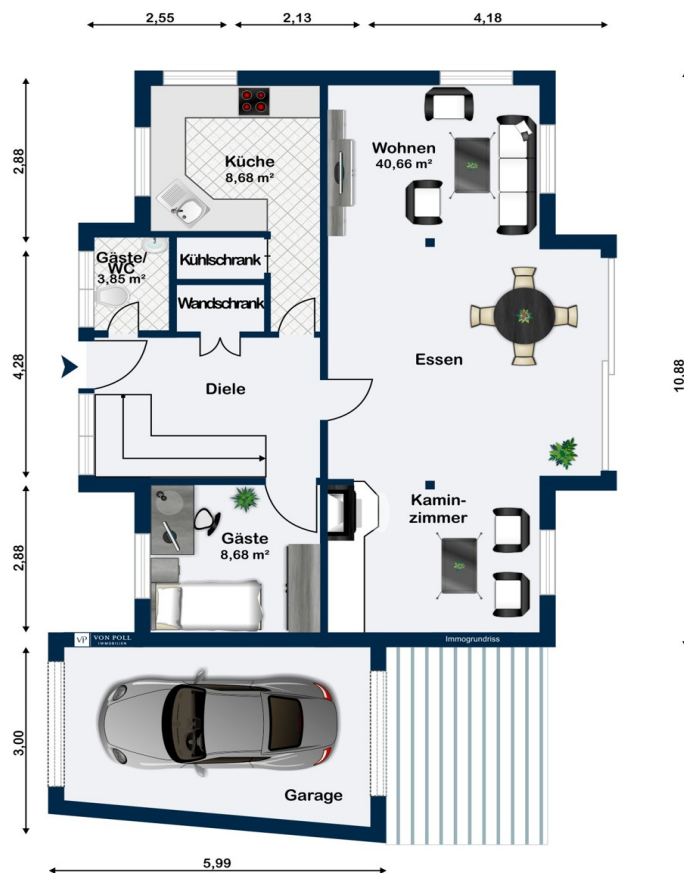 2,55
2,13
4,18
2,88
4,28
2,88
3,00
10,88
5,99
Küche
8,68 m²
Wohnen
40,66 m²
Gäste/
WC
3,85 m²
Kühlschrank
Wandschrank
Diele
Essen
Kamin-
zimmer
Gäste
8,68 m²
VP VON POLL
IMMOBILIEN
Immogrundriss
Garage